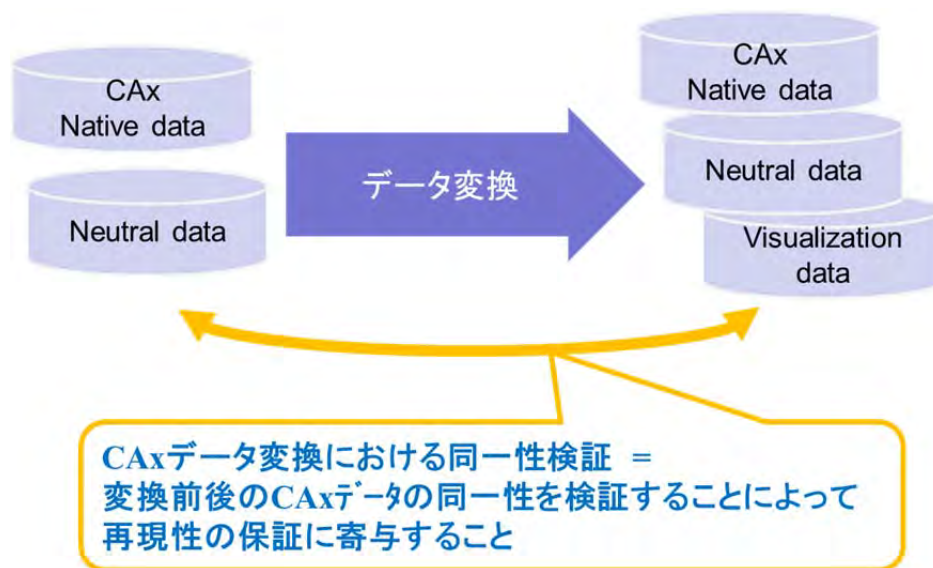 CAx
Native data
Neutral data
データ変換
CAx
Native data
Neutral data
Visualization
data
CAxデータ変換における同一性検証 =
変換前後のCAxﾃﾞｰﾀの同一性を検証することによって
再現性の保証に寄与すること